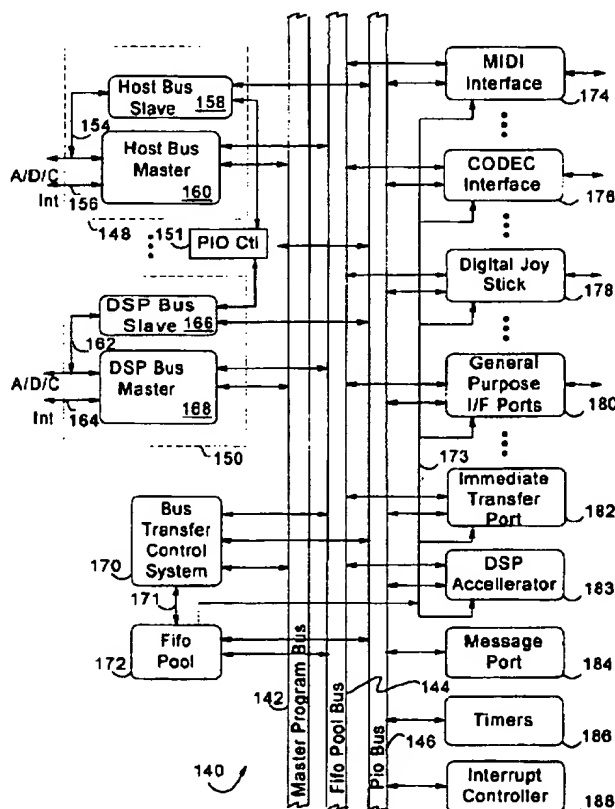 Host Bus
Slave 158
154
Host Bus
Master
160
A/D/C
156
Int
148
151
PIO Ctl
DSP Bus
Slave 166
162
DSP Bus
Master
168
A/D/C
Int
164
150
Bus
Transfer
Control
System
170
171
Fifo
Pool
172
140
142
Master Program Bus
Fifo Pool Bus
144
Pio Bus
146
MIDI
Interface
174
CODEC
Interface
176
Digital Joy
Stick
178
General
Purpose
I/F Ports
180
173
Immediate
Transfer
Port
182
DSP
Accellerator
183
Message
Port
184
Timers
186
Interrupt
Controller
188